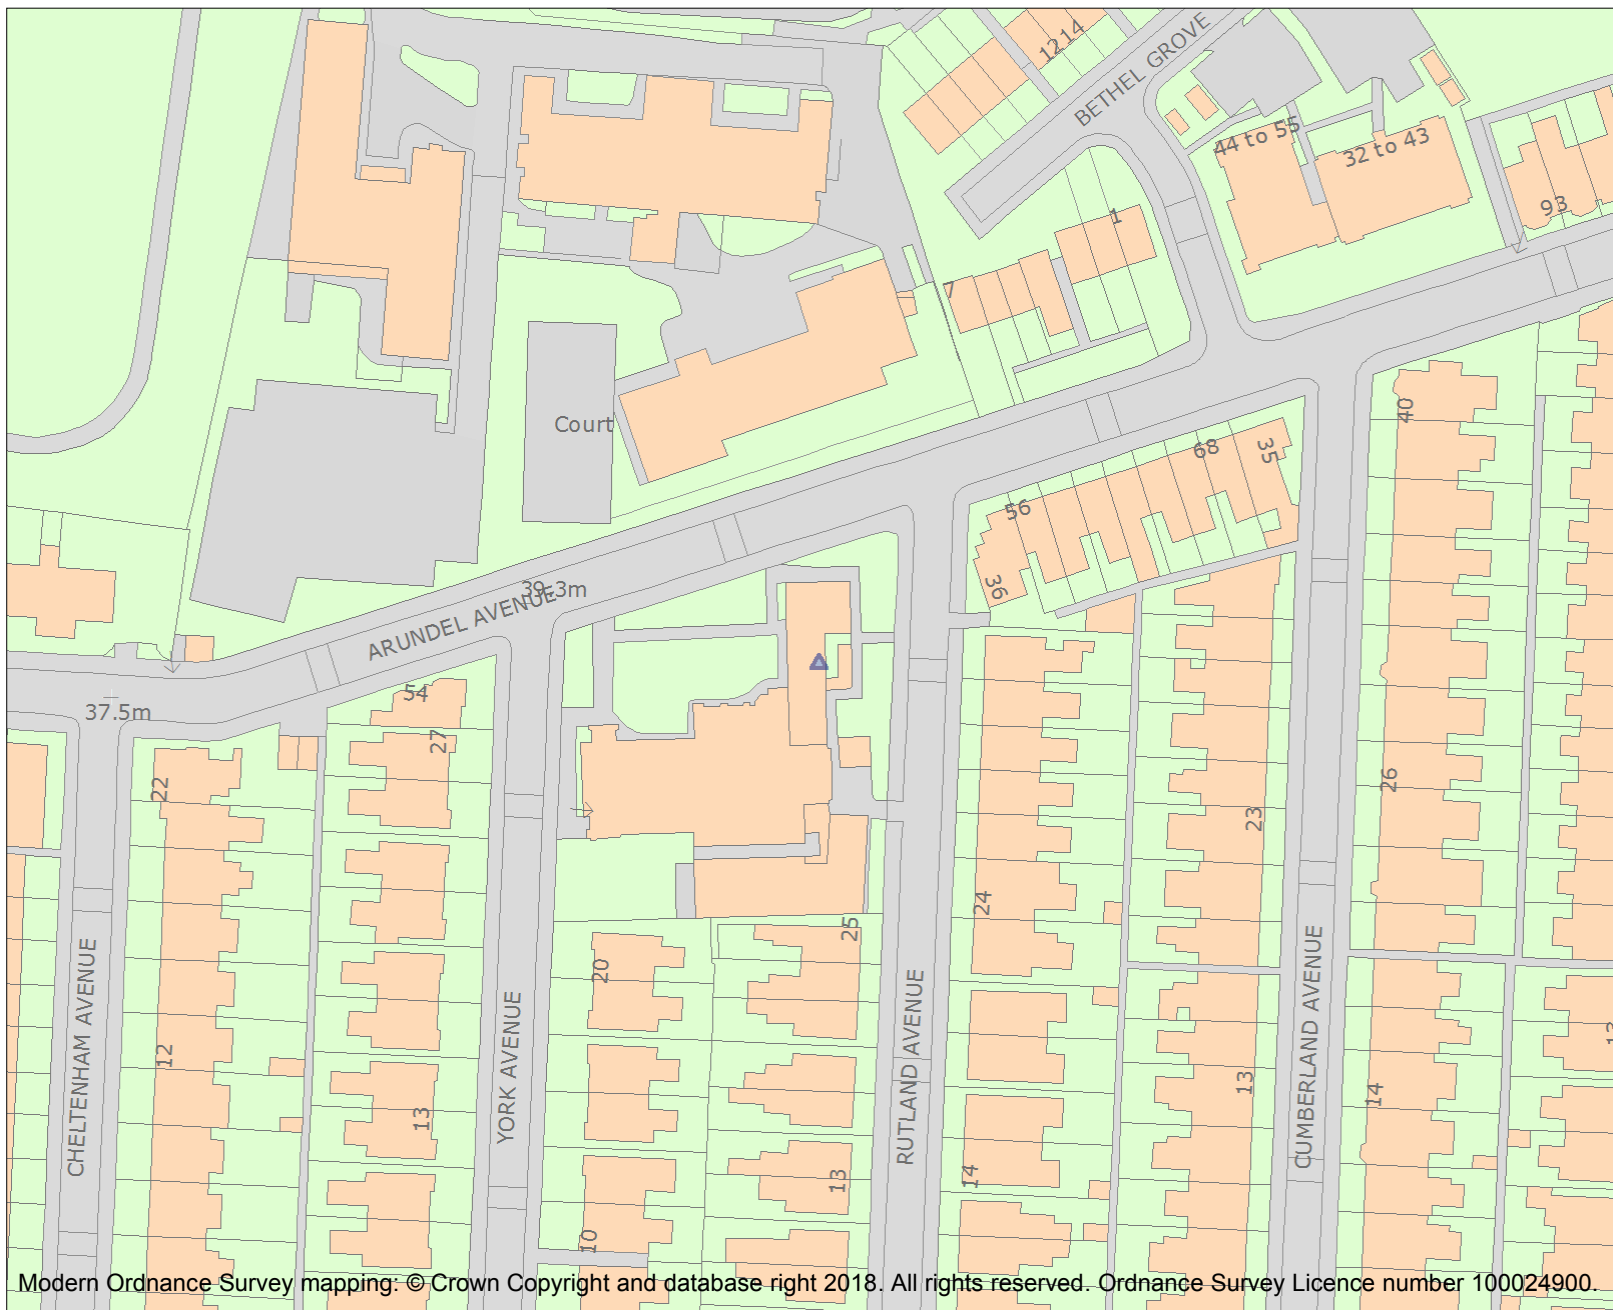 12 14
BETHEL GROVE
44 to 55
32 to 43
93
1
7
Court
40
68
35
56
36
39.3m
ARUNDEL AVENUE
54
37.5m
27
22
26
23
24
25
20
CHELTENHAM AVENUE
YORK AVENUE
RUTLAND AVENUE
CUMBERLAND AVENUE
12
13
13
14
13
14
13
10
Modern Ordnance Survey mapping: © Crown Copyright and database right 2018. All rights reserved. Ordnance Survey Licence number 100024900.